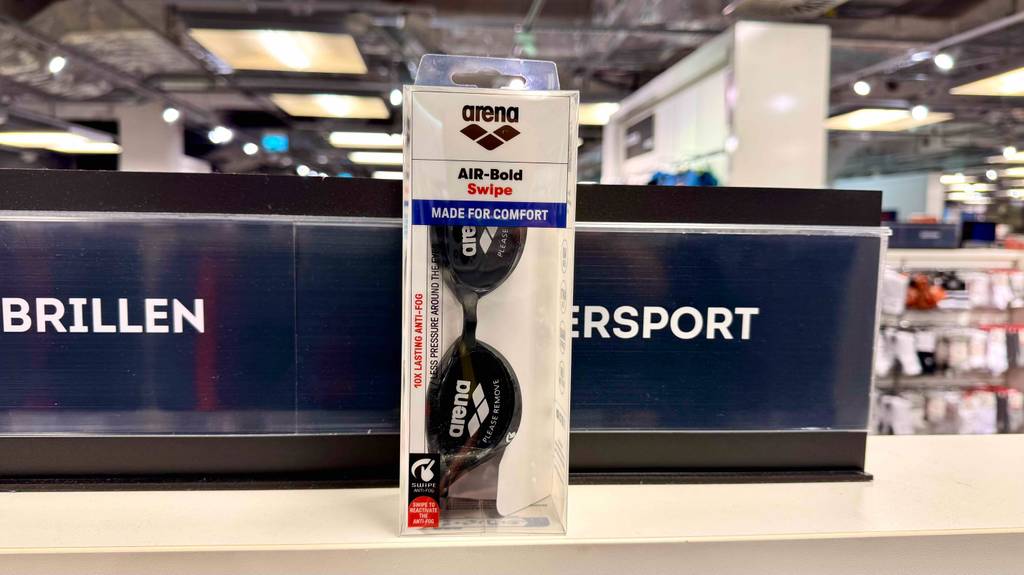 arena
AIR-Bold
Swipe
MADE FOR COMFORT
arena
PLEASE
10X LASTING ANTI-FOG
LESS PRESSURE AROUND THE
arena
PLEASE REMOVE
SWIPE
ANTI-FOG
SWIPE TO
REACTIVATE
THE
ANTI-FOG
BRILLEN
ERSPORT